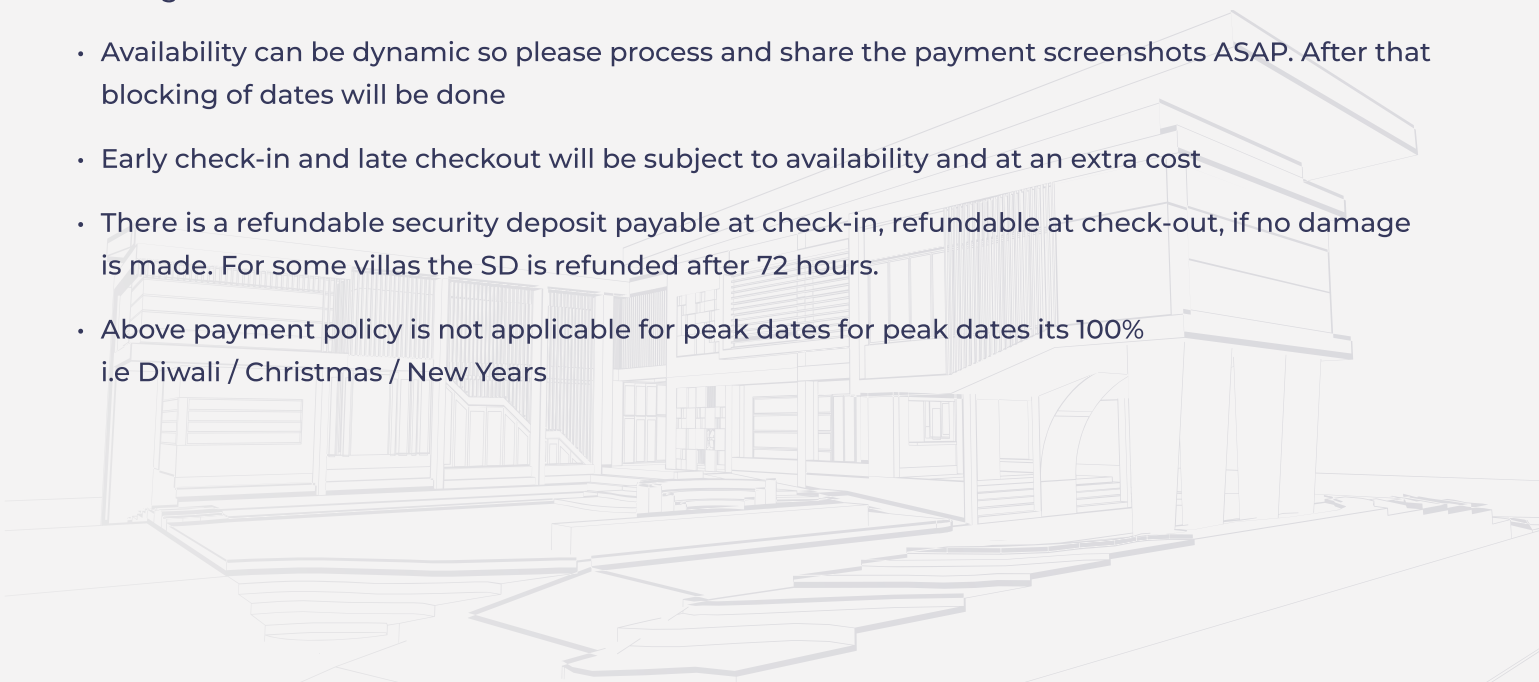 • Availability can be dynamic so please process and share the payment screenshots ASAP. After that
blocking of dates will be done
• Early check-in and late checkout will be subject to availability and at an extra cost
• There is a refundable security deposit payable at check-in, refundable at check-out, if no damage
is made. For some villas the SD is refunded after 72 hours.
• Above payment policy is not applicable for peak dates for peak dates its 100%
i.e Diwali / Christmas / New Years